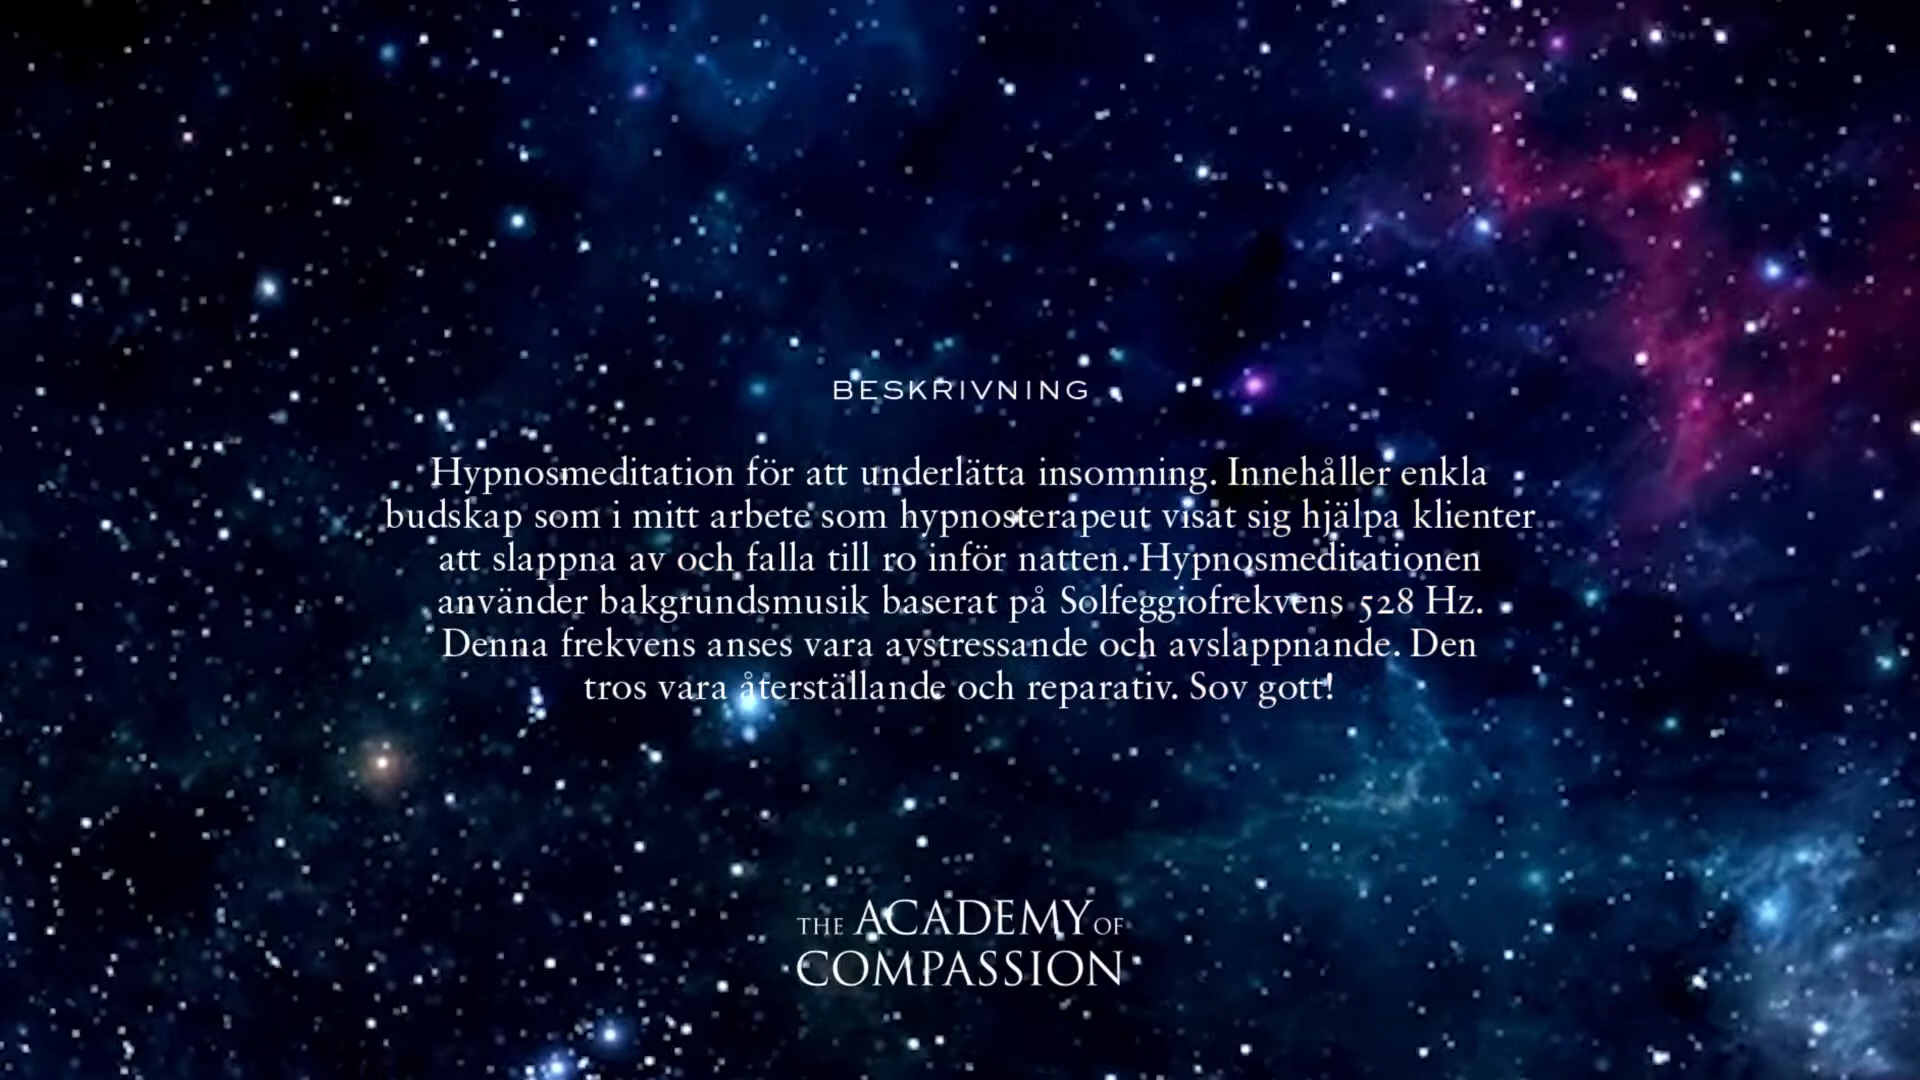 BESKRIVNING
Hypnosmeditation för att underlätta insomning. Innehåller enkla
budskap som i mitt arbete som hypnosterapeut visat sig hjälpa klienter
att slappna av och falla till ro inför natten. Hypnosmeditationen
använder bakgrundsmusik baserat på Solfeggiofrekvens 528 Hz.
Denna frekvens anses vara avstressande och avslappnande. Den
tros vara återställande och reparativ. Sov gott!
THE ACADEMY OF
COMPASSION